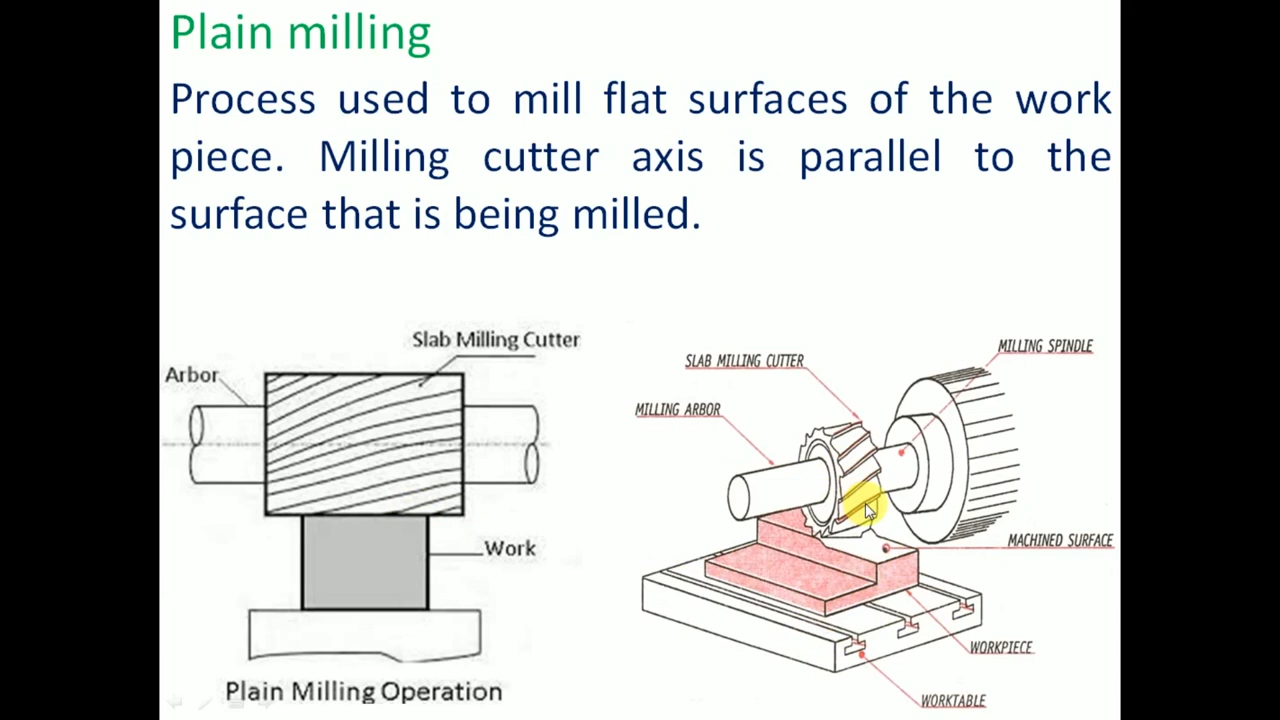 Plain milling
Process used to mill flat surfaces of the work
piece. Milling cutter axis is parallel to the
surface that is being milled.
Slab Milling Cutter
Arbor
Work
Plain Milling Operation
MILLING SPINDLE
SLAB MILLING CUTTER
MILLING ARBOR
MACHINED SURFACE
WORKPIECE
WORKTABLE